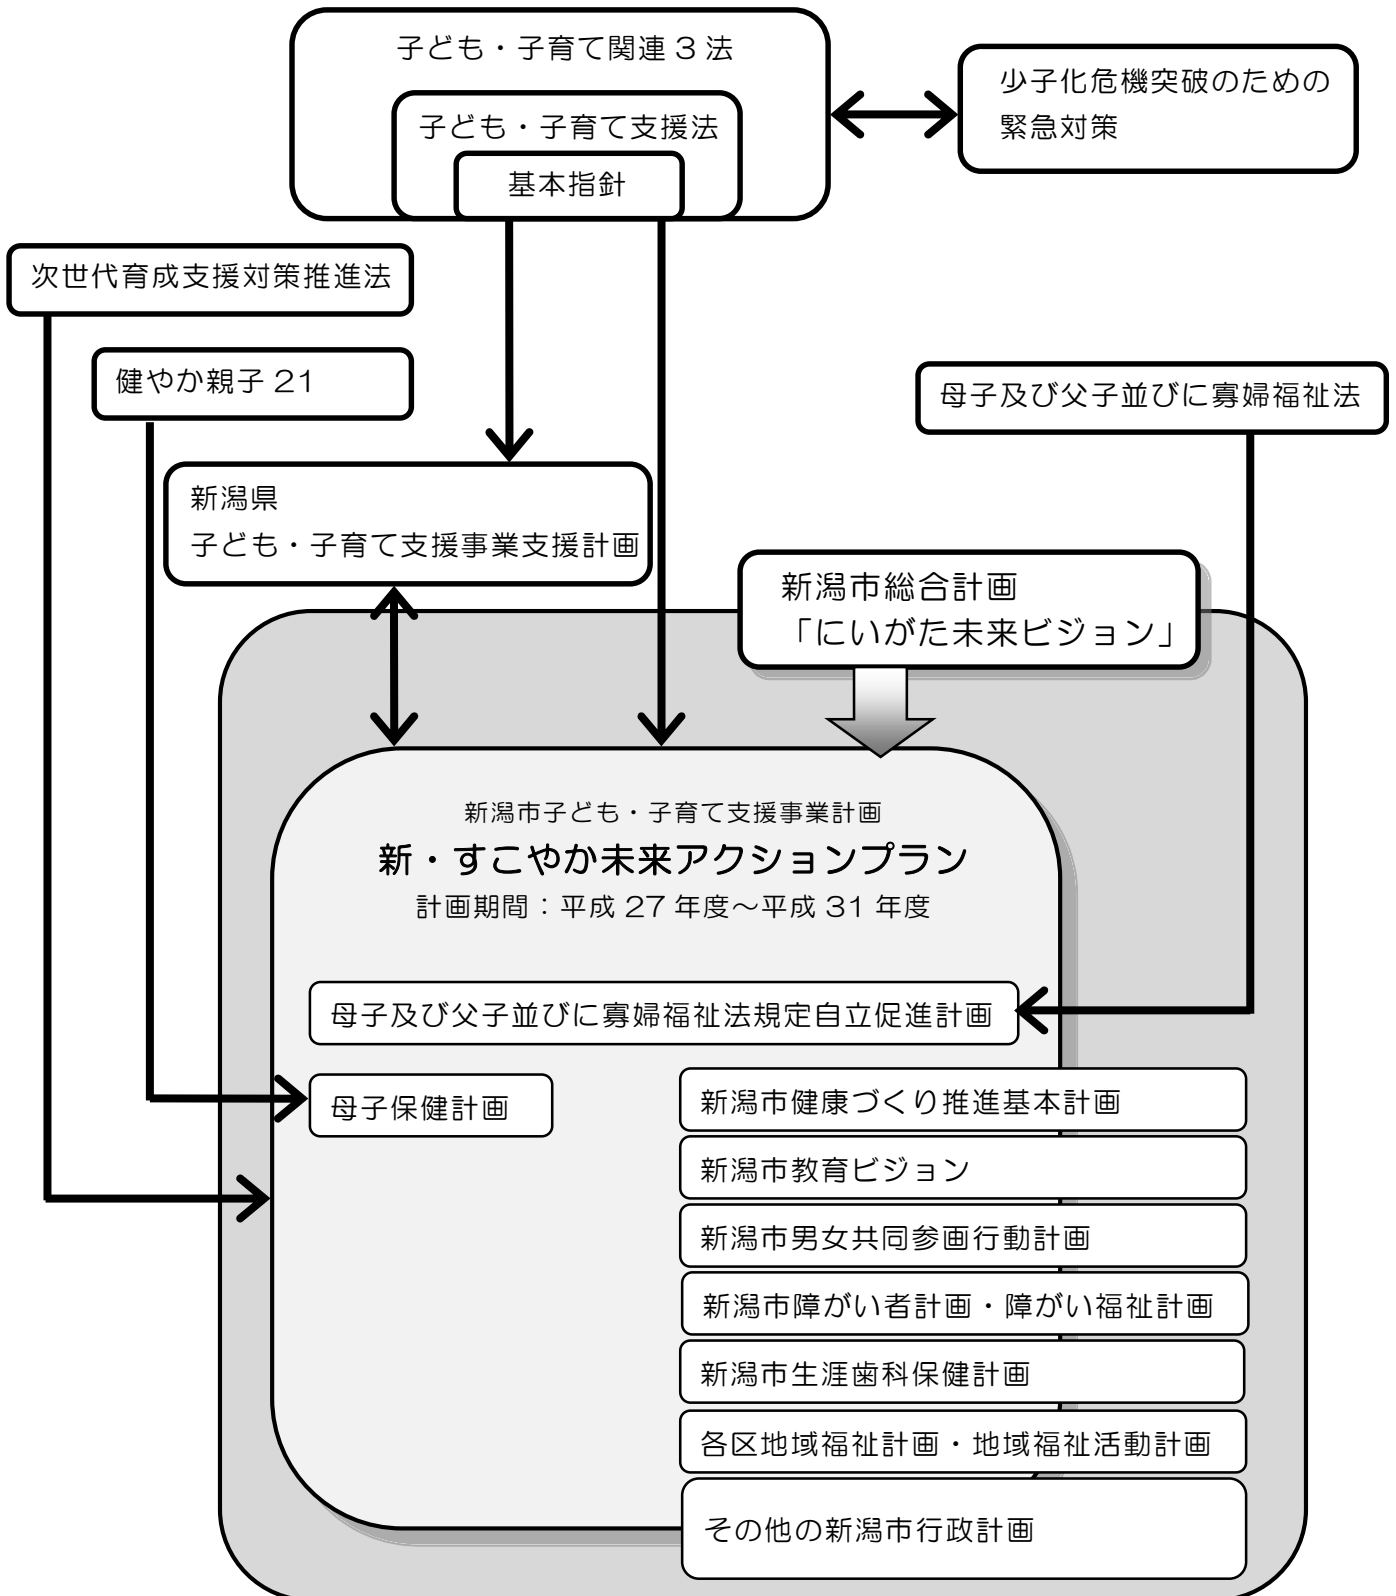 子ども・子育て関連３法
少子化危機突破のための
緊急対策
子ども・子育て支援法
基本指針
次世代育成支援対策推進法
健やか親子 21
母子及び父子並びに寡婦福祉法
新潟県
子ども・子育て支援事業支援計画
新潟市総合計画
「にいがた未来ビジョン」
新潟市子ども・子育て支援事業計画
新・すこやか未来アクションプラン
計画期間：平成 27 年度～平成 31 年度
母子及び父子並びに寡婦福祉法規定自立促進計画
母子保健計画
新潟市健康づくり推進基本計画
新潟市教育ビジョン
新潟市男女共同参画行動計画
新潟市障がい者計画・障がい福祉計画
新潟市生涯歯科保健計画
各区地域福祉計画・地域福祉活動計画
その他の新潟市行政計画